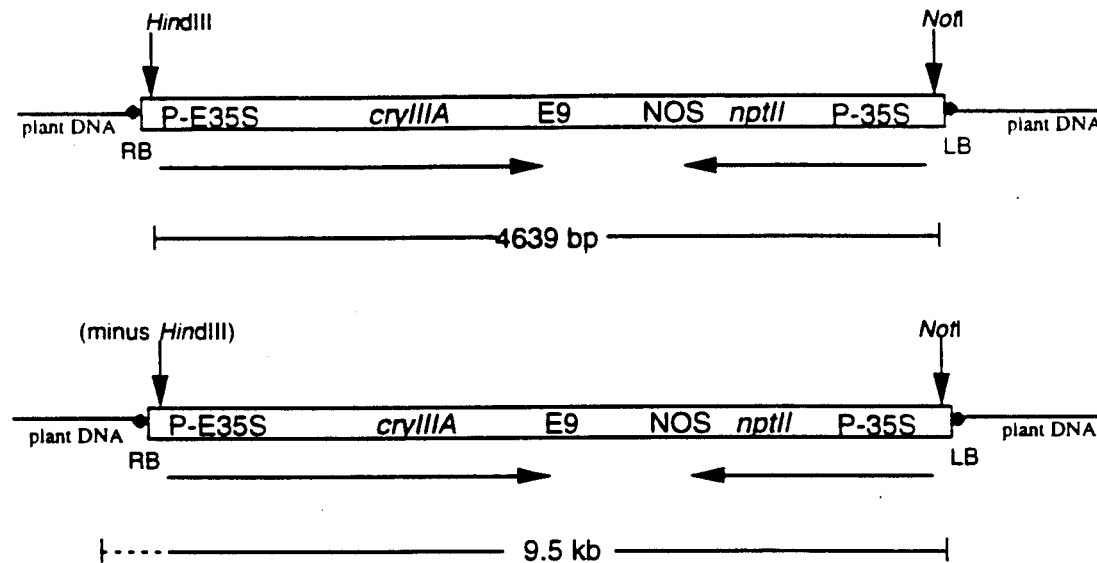 HindIII NotI
P-E35S cryIIIA E9 NOS nptII P-35S
plant DNA plant DNA
RB LB
4639 bp
(minus HindIII) NotI
P-E35S cryIIIA E9 NOS nptII P-35S
plant DNA plant DNA
RB LB
9.5 kb